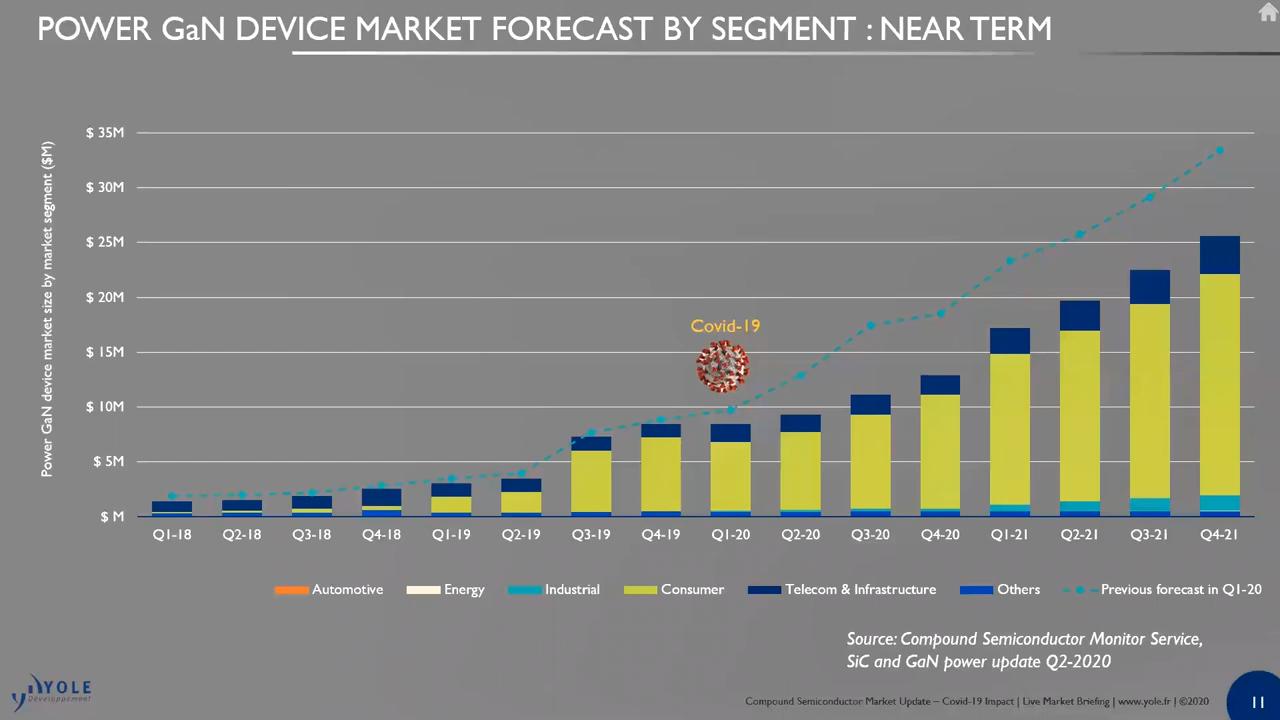 POWER GaN DEVICE MARKET FORECAST BY SEGMENT : NEAR TERM
Power GaN device market size by market segment ($M)
$ 35M
$ 30M
$ 25M
$ 20M
$ 15M
$ 10M
$ 5M
$ M
Covid-19
Q1-18 Q2-18 Q3-18 Q4-18 Q1-19 Q2-19 Q3-19 Q4-19 Q1-20 Q2-20 Q3-20 Q4-20 Q1-21 Q2-21 Q3-21 Q4-21
Automotive Energy Industrial Consumer Telecom & Infrastructure Others Previous forecast in Q1-20
Source: Compound Semiconductor Monitor Service,
SiC and GaN power update Q2-2020
YOLE
Développement
Compound Semiconductor Market Update – Covid-19 Impact | Live Market Briefing | www.yole.fr | ©2020
11